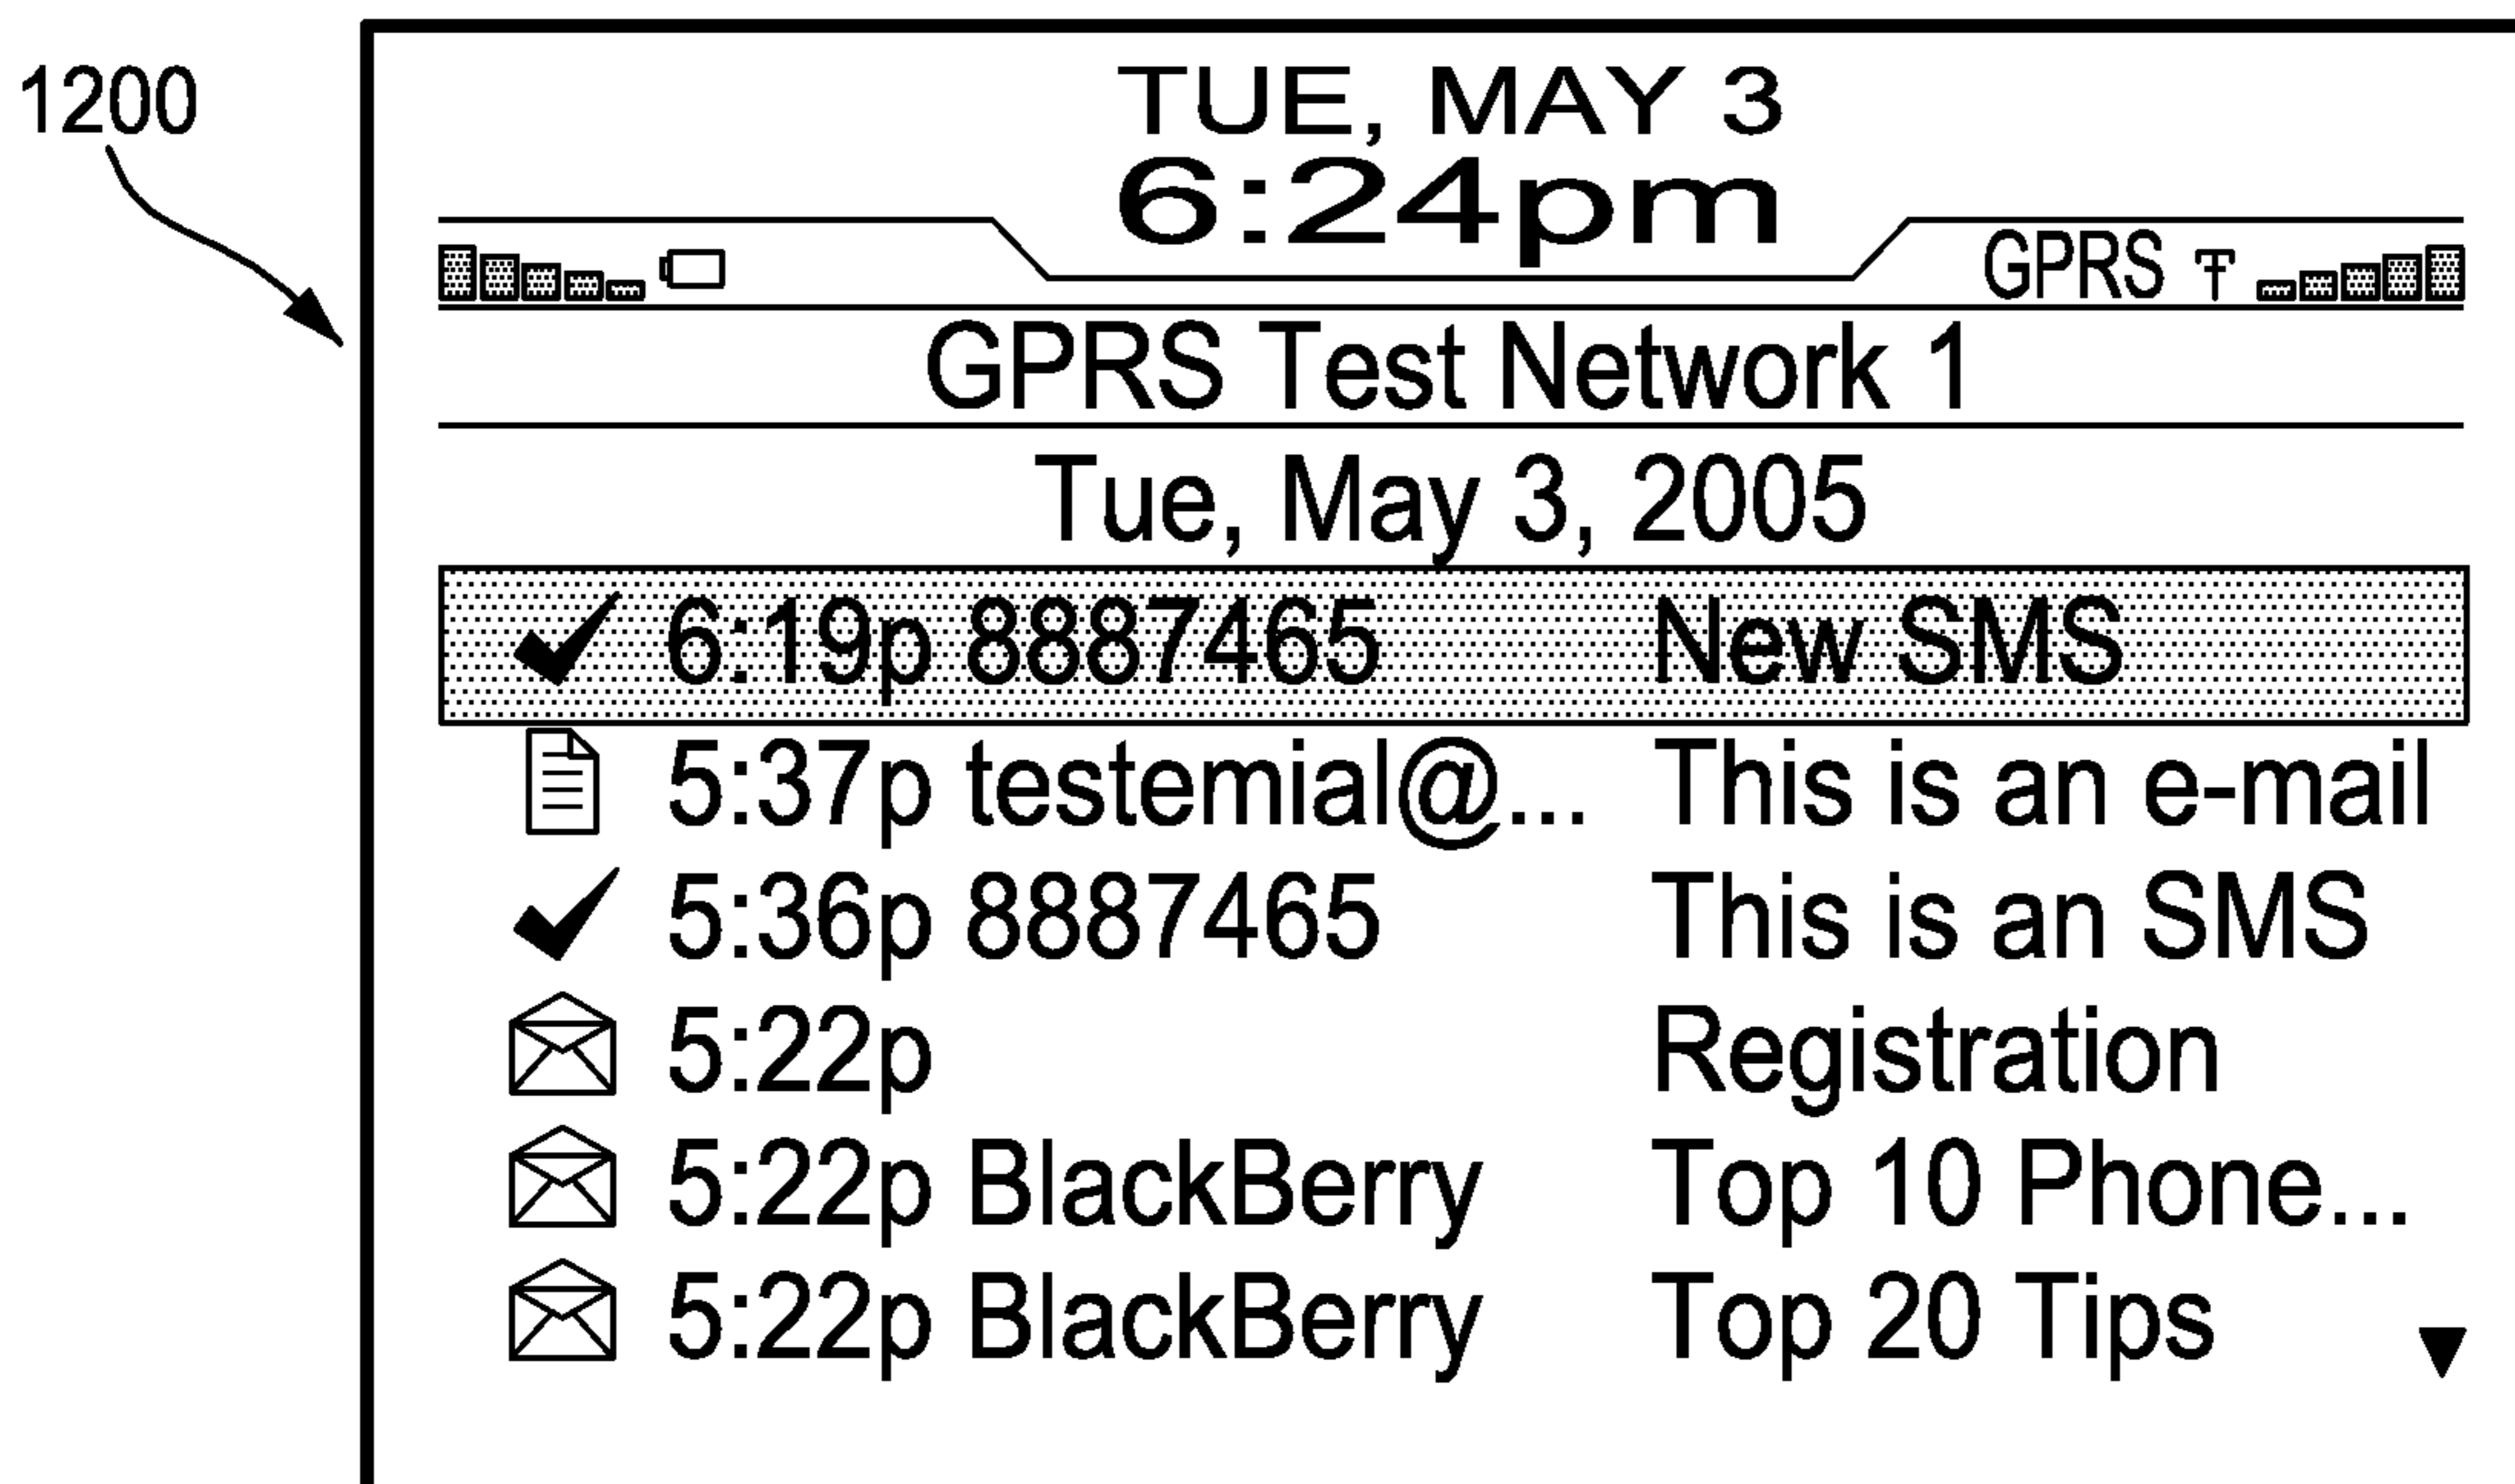 1200
TUE, MAY 3
6:24pm
GPRS
GPRS Test Network 1
Tue, May 3, 2005
6:19p 8887465 New SMS
5:37p testemial@... This is an e-mail
5:36p 8887465 This is an SMS
5:22p Registration
5:22p BlackBerry Top 10 Phone...
5:22p BlackBerry Top 20 Tips